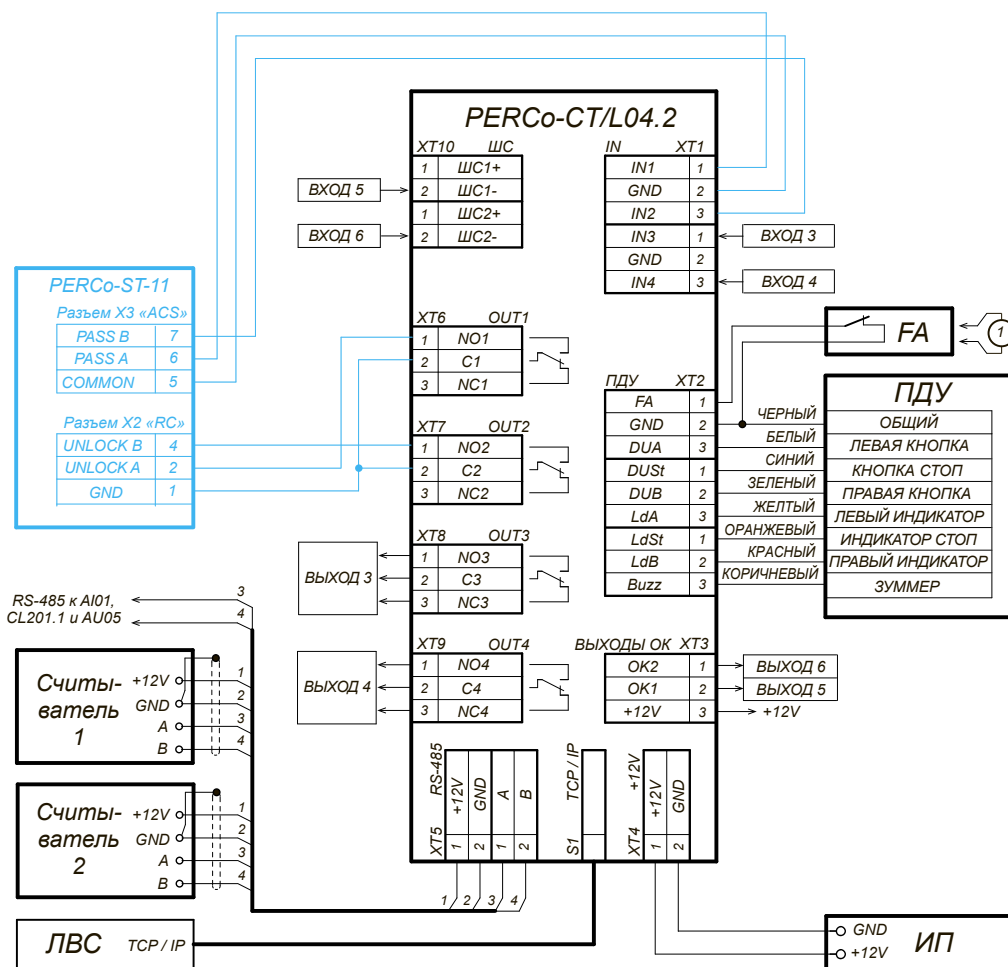 PERCo-CT/L04.2
XT10 ШС
1 ШС1+
2 ШС1-
1 ШС2+
2 ШС2-
ВХОД 5
ВХОД 6
IN XT1
IN1 1
GND 2
IN2 3
IN3 1
GND 2
IN4 3
ВХОД 3
ВХОД 4
PERCo-ST-11
Разъем X3 «ACS»
PASS B 7
PASS A 6
COMMON 5
Разъем X2 «RC»
UNLOCK B 4
UNLOCK A 2
GND 1
XT6 OUT1
1 NO1
2 C1
3 NC1
XT7 OUT2
1 NO2
2 C2
3 NC2
XT8 OUT3
1 NO3
2 C3
3 NC3
ВЫХОД 3
XT9 OUT4
1 NO4
2 C4
3 NC4
ВЫХОД 4
FA
1
ПДУ XT2
FA 1
GND 2
DUA 3
DUSt 1
DUB 2
LdA 3
LdSt 1
LdB 2
Buzz 3
ЧЕРНЫЙ
БЕЛЫЙ
СИНИЙ
ЗЕЛЕНЫЙ
ЖЕЛТЫЙ
ОРАНЖЕВЫЙ
КРАСНЫЙ
КОРИЧНЕВЫЙ
ПДУ
ОБЩИЙ
ЛЕВАЯ КНОПКА
КНОПКА СТОП
ПРАВАЯ КНОПКА
ЛЕВЫЙ ИНДИКАТОР
ИНДИКАТОР СТОП
ПРАВЫЙ ИНДИКАТОР
ЗУММЕР
ВЫХОДЫ ОК XT3
OK2 1
OK1 2
+12V 3
ВЫХОД 6
ВЫХОД 5
+12V
RS-485 к AI01,
CL201.1 и AU05
3
4
Считы-
ватель
1
+12V 1
GND 2
A 3
B 4
Считы-
ватель
2
+12V 1
GND 2
A 3
B 4
XT5 RS-485
1 +12V
2 GND
1 A
2 B
1 2 3 4
S1 TCP / IP
XT4 +12V
1 +12V
2 GND
ЛВС TCP / IP
GND
+12V
ИП